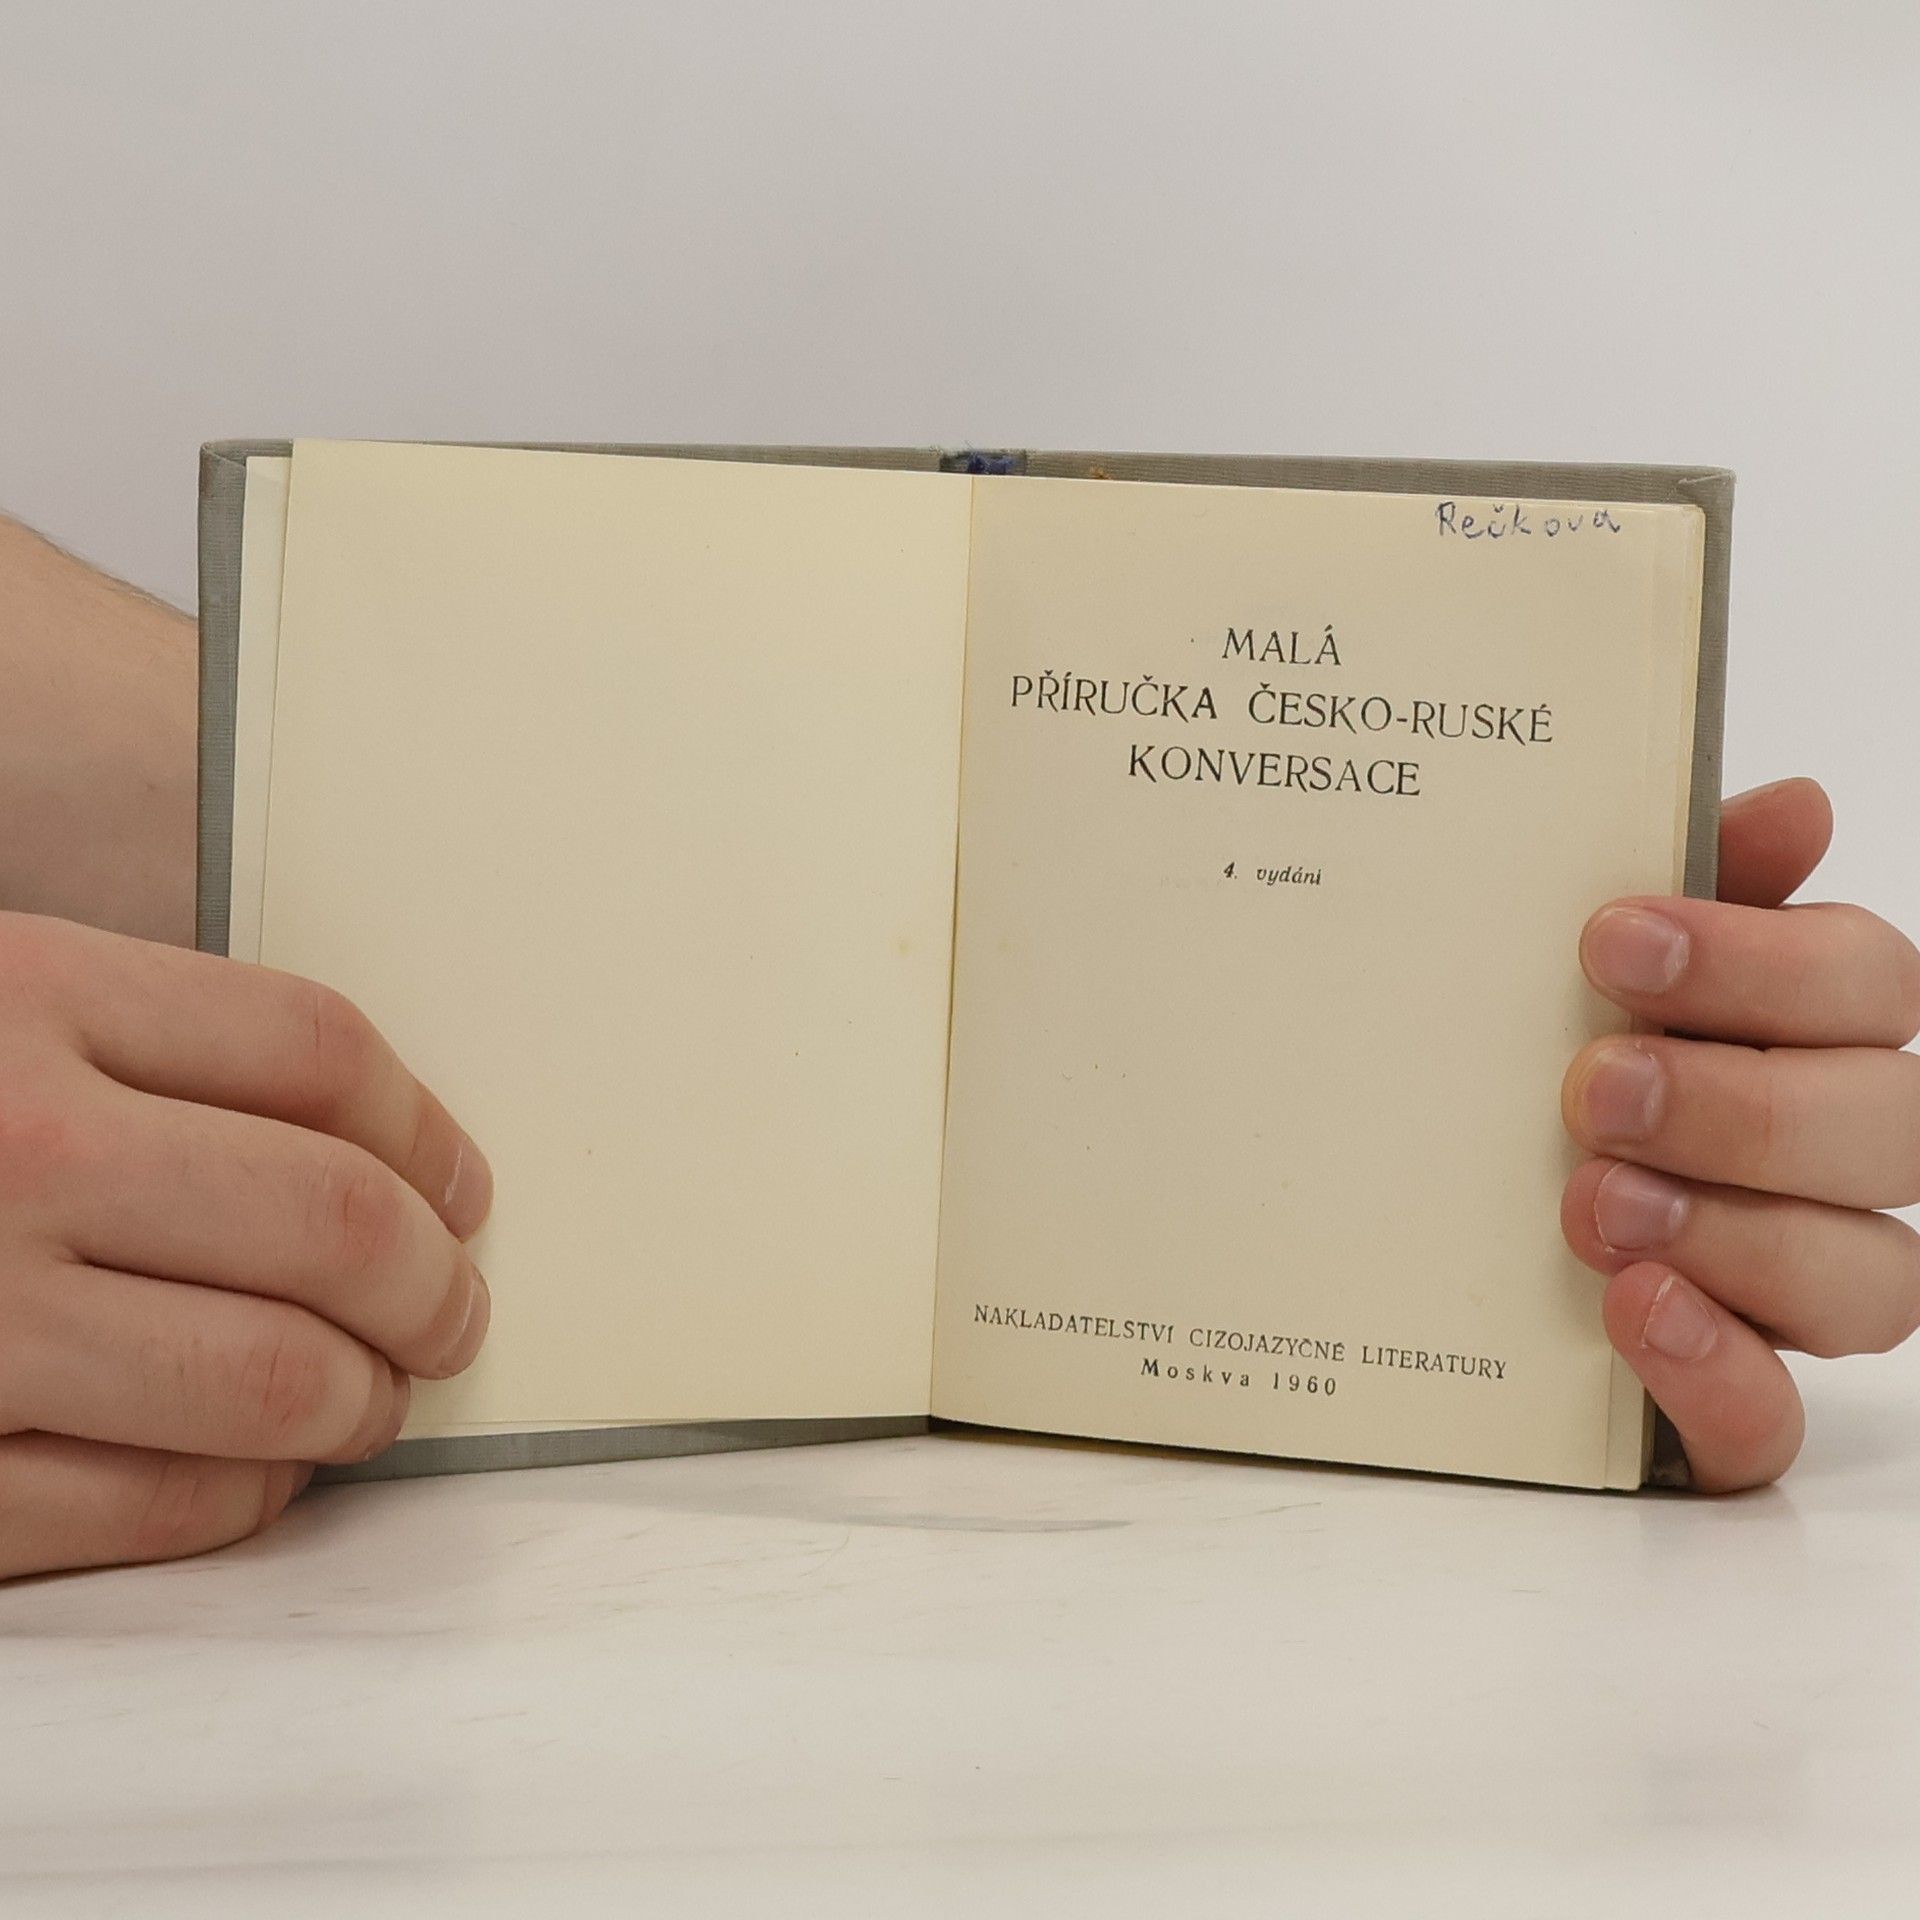 Rečkova
MALÁ
PŘÍRUČKA ČESKO-RUSKÉ
KONVERSACE
4. vydání
NAKLADATELSTVÍ CIZOJAZYČNÉ LITERATURY
Moskva 1960